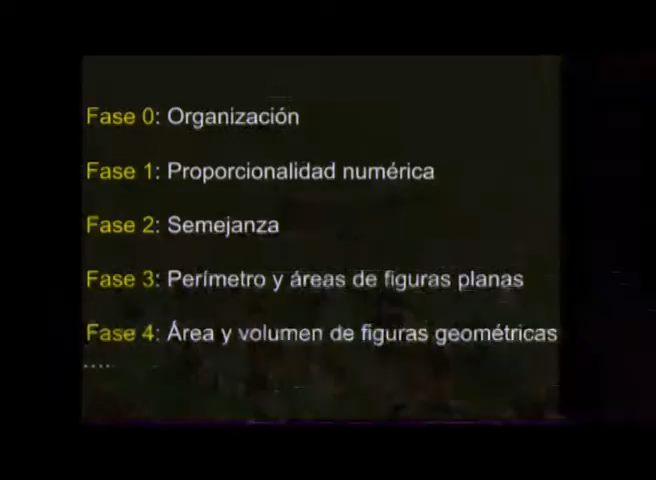 Fase 0: Organización
Fase 1: Proporcionalidad numérica
Fase 2: Semejanza
Fase 3: Perímetro y áreas de figuras planas
Fase 4: Área y volumen de figuras geométricas
....